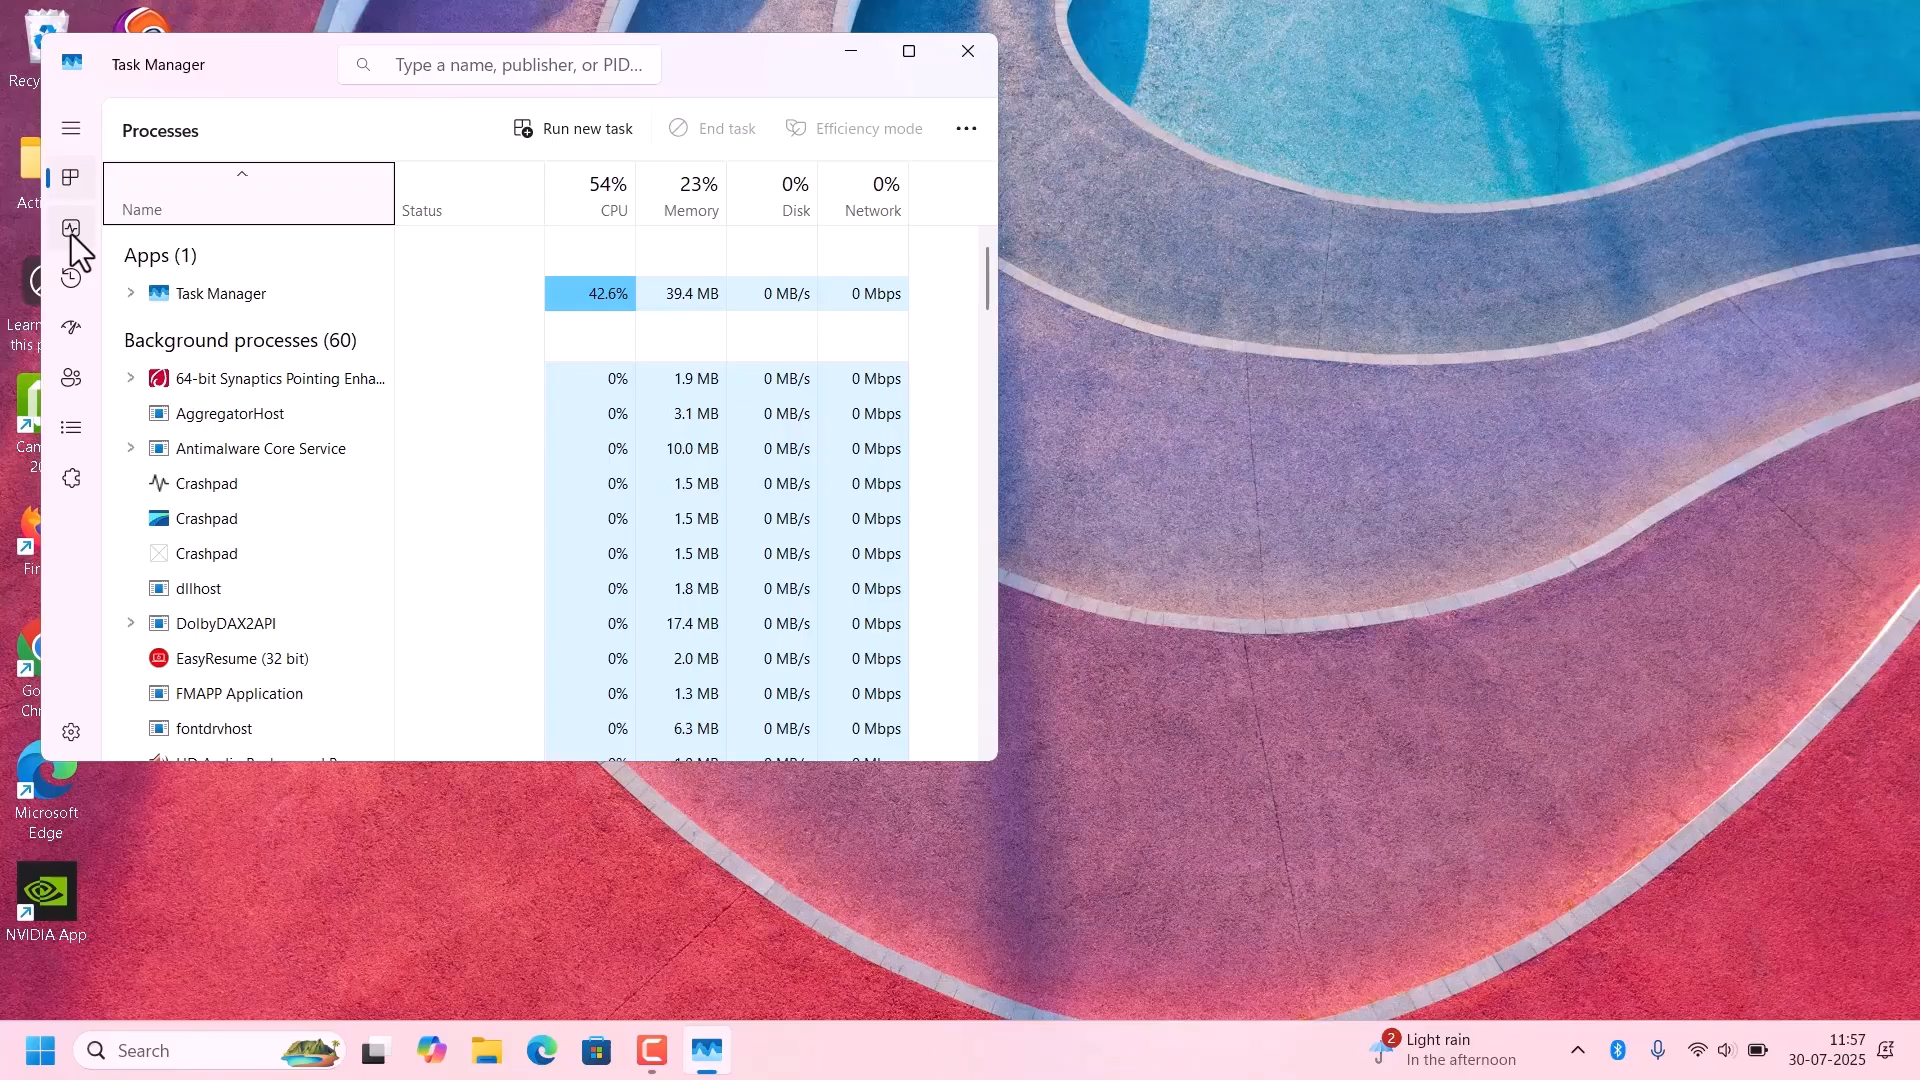 Recy
Task Manager
Type a name, publisher, or PID...
Processes
Run new task
End task
Efficiency mode
Name
Status
54%
CPU
23%
Memory
0%
Disk
0%
Network
Apps (1)
Task Manager 42.6% 39.4 MB 0 MB/s 0 Mbps
Background processes (60)
64-bit Synaptics Pointing Enha... 0% 1.9 MB 0 MB/s 0 Mbps
AggregatorHost 0% 3.1 MB 0 MB/s 0 Mbps
Antimalware Core Service 0% 10.0 MB 0 MB/s 0 Mbps
Crashpad 0% 1.5 MB 0 MB/s 0 Mbps
Crashpad 0% 1.5 MB 0 MB/s 0 Mbps
Crashpad 0% 1.5 MB 0 MB/s 0 Mbps
dllhost 0% 1.8 MB 0 MB/s 0 Mbps
DolbyDAX2API 0% 17.4 MB 0 MB/s 0 Mbps
EasyResume (32 bit) 0% 2.0 MB 0 MB/s 0 Mbps
FMAPP Application 0% 1.3 MB 0 MB/s 0 Mbps
fontdrvhost 0% 6.3 MB 0 MB/s 0 Mbps
Acti
Learn
this p
Cam
20
Fir
Go
Chr
Microsoft
Edge
NVIDIA App
Search
2
Light rain
In the afternoon
11:57
30-07-2025